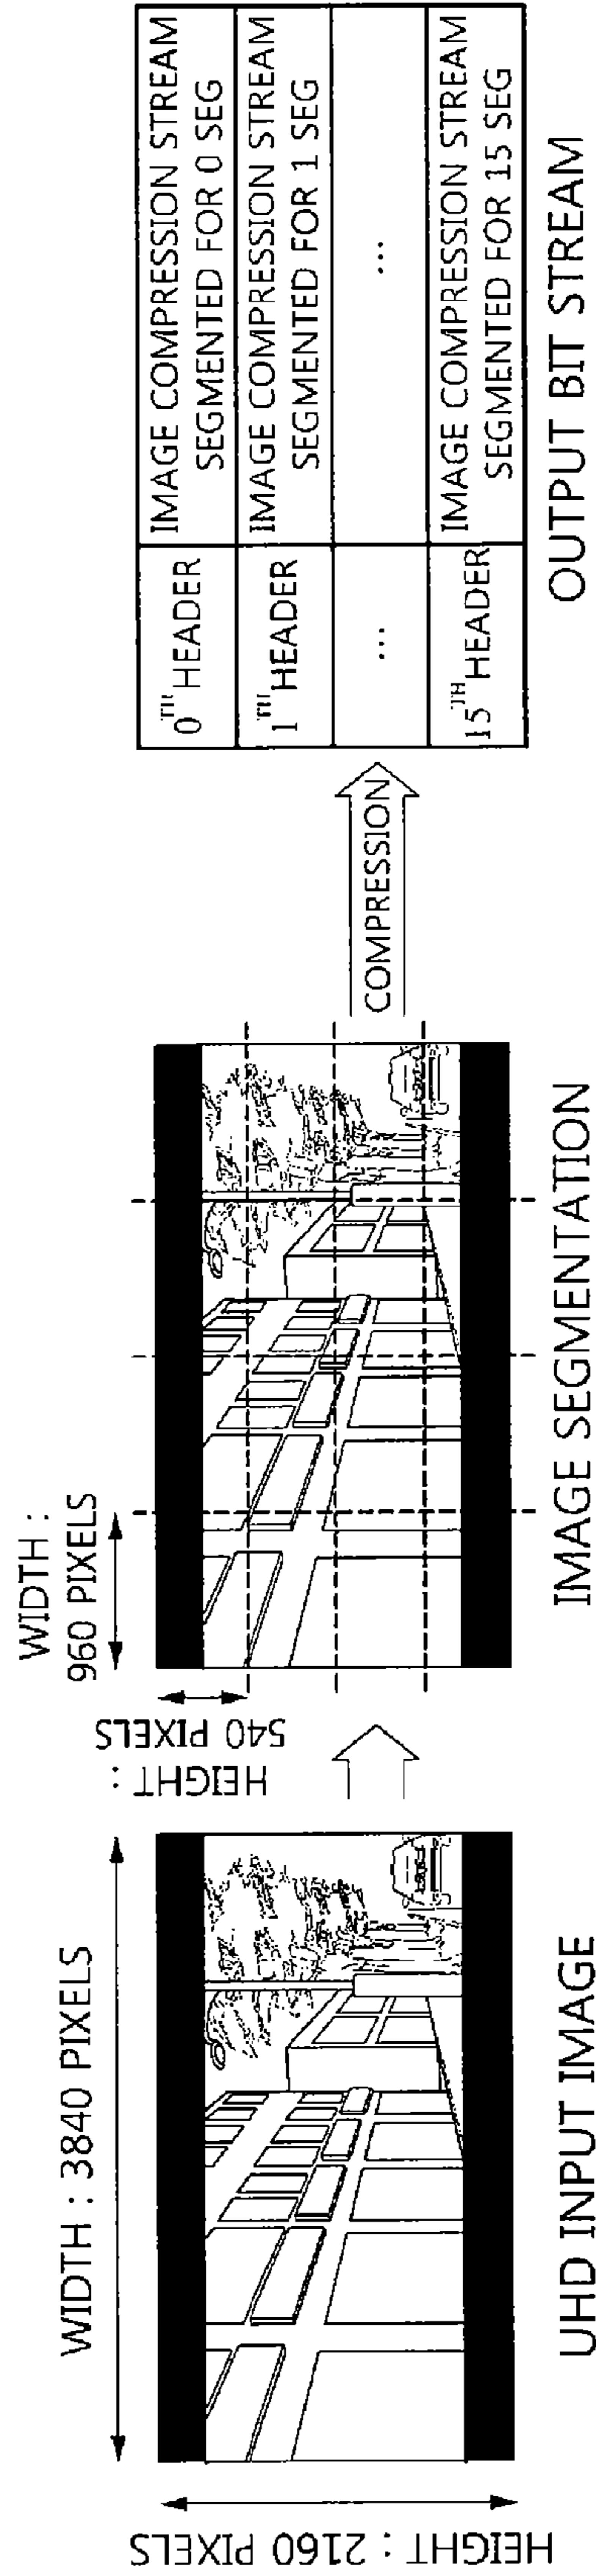 WIDTH : 3840 PIXELS
HEIGHT : 2160 PIXELS
UHD INPUT IMAGE
WIDTH :
960 PIXELS
HEIGHT :
540 PIXELS
IMAGE SEGMENTATION
COMPRESSION
0TH HEADER
IMAGE COMPRESSION STREAM
SEGMENTED FOR 0 SEG
1TH HEADER
IMAGE COMPRESSION STREAM
SEGMENTED FOR 1 SEG
...
...
15TH HEADER
IMAGE COMPRESSION STREAM
SEGMENTED FOR 15 SEG
OUTPUT BIT STREAM